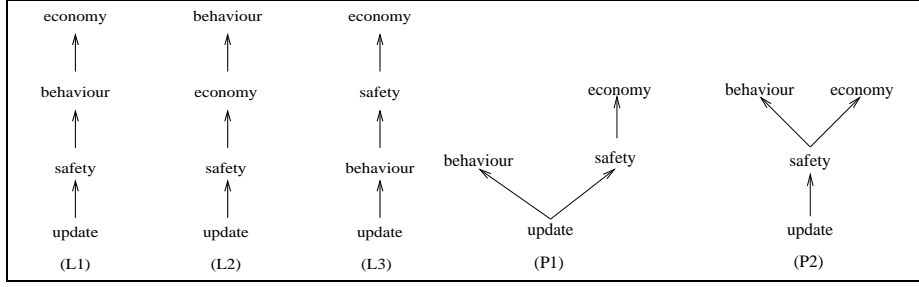 economy behaviour economy
behaviour economy safety economy behaviour economy
safety safety behaviour behaviour safety safety
update update update update update
(L1) (L2) (L3) (P1) (P2)